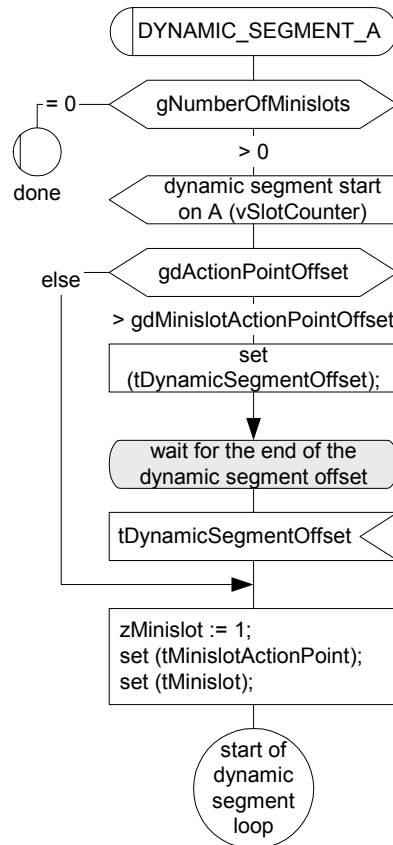 DYNAMIC_SEGMENT_A
= 0
gNumberOfMinislots
> 0
done
dynamic segment start
on A (vSlotCounter)
else
gdActionPointOffset
> gdMinislotActionPointOffset
set
(tDynamicSegmentOffset);
wait for the end of the
dynamic segment offset
tDynamicSegmentOffset
zMinislot := 1;
set (tMinislotActionPoint);
set (tMinislot);
start of
dynamic
segment
loop